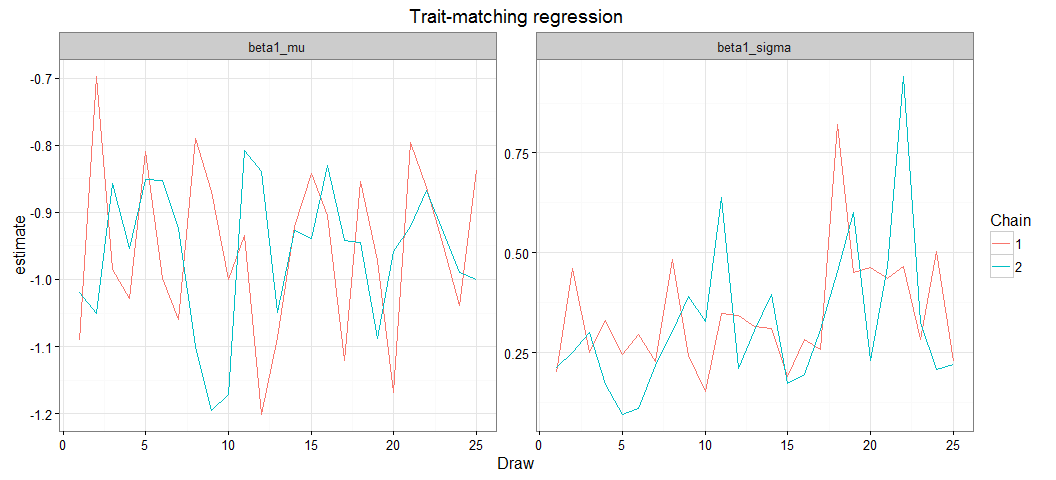 Trait-matching regression
beta1_mu
beta1_sigma
estimate
-0.7
-0.8
-0.9
-1.0
-1.1
-1.2
0 5 10 15 20 25
0.75
0.50
0.25
0 5 10 15 20 25
Draw
Chain
1
2